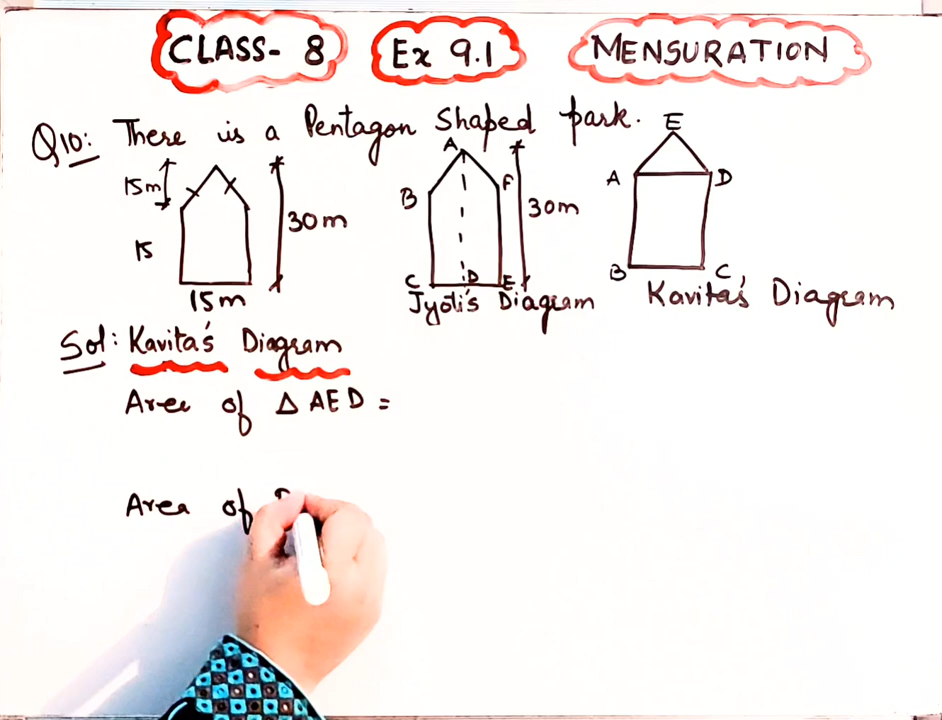 CLASS- 8
Ex 9.1
MENSURATION
Q10: There is a Pentagon Shaped park.
15m
15
15m
30m
A
B
F
C
D
E
30m
Jyoti's Diagram
E
A
D
B
C
Kavita's Diagram
Sol: Kavita's Diagram
Area of Δ AED =
Area of